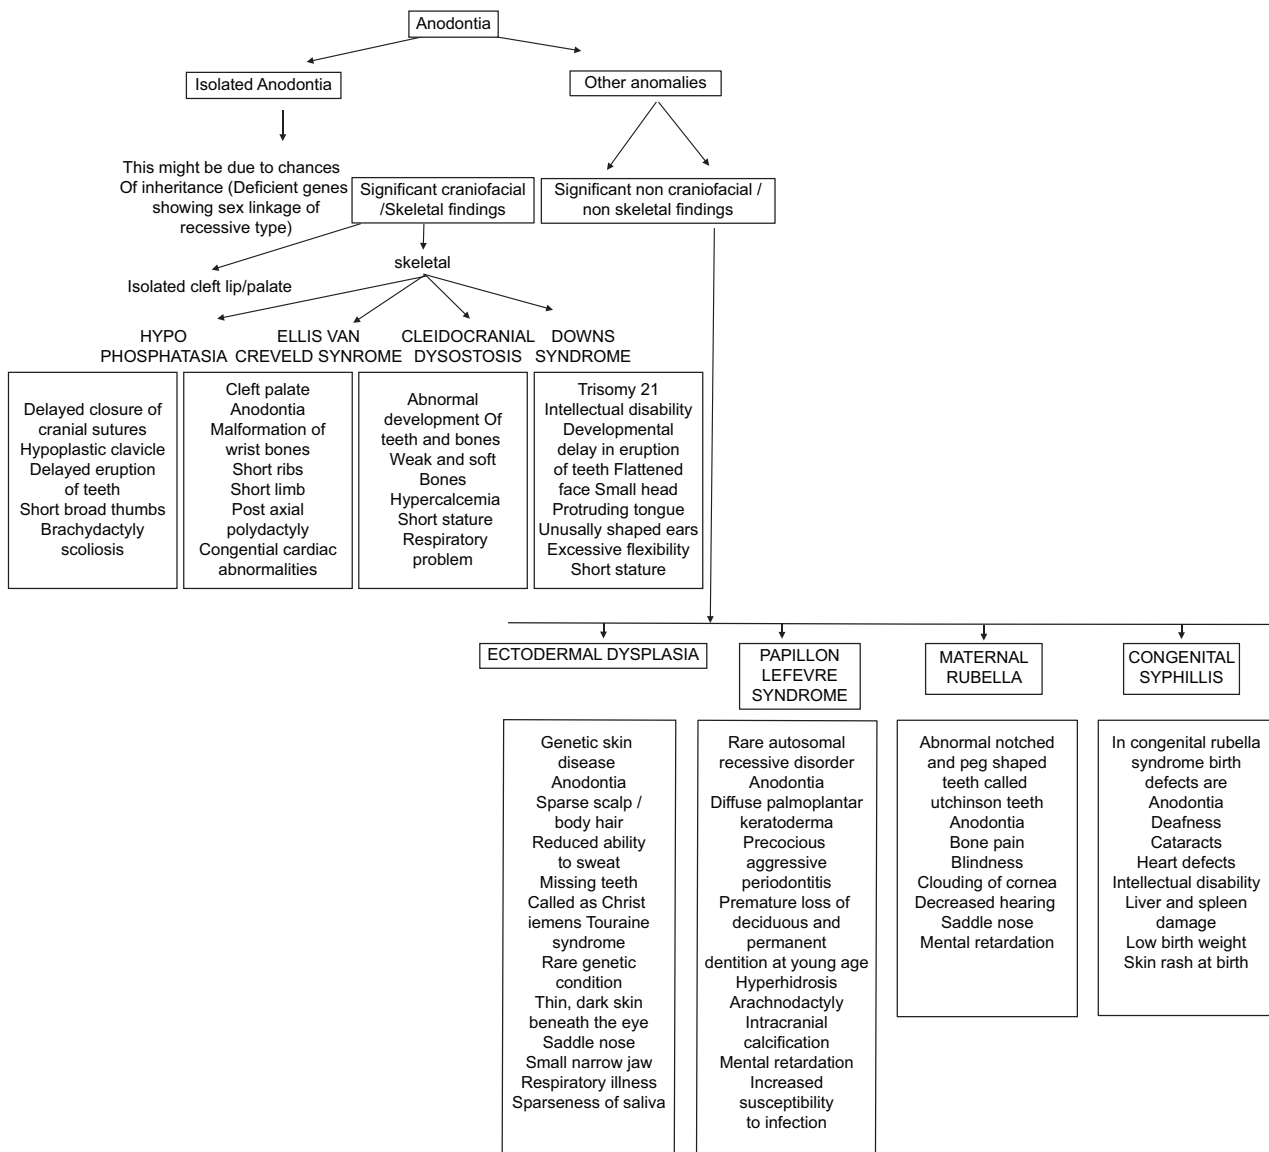 Anodontia
Isolated Anodontia
Other anomalies
This might be due to chances
Of inheritance (Deficient genes
showing sex linkage of
recessive type)
Significant craniofacial
/Skeletal findings
Significant non craniofacial /
non skeletal findings
Isolated cleft lip/palate
skeletal
HYPO
PHOSPHATASIA
ELLIS VAN
CREVELD SYNROME
CLEIDOCRANIAL
DYSOSTOSIS
DOWNS
SYNDROME
Delayed closure of
cranial sutures
Hypoplastic clavicle
Delayed eruption
of teeth
Short broad thumbs
Brachydactyly
scoliosis
Cleft palate
Anodontia
Malformation of
wrist bones
Short ribs
Short limb
Post axial
polydactyly
Congential cardiac
abnormalities
Abnormal
development Of
teeth and bones
Weak and soft
Bones
Hypercalcemia
Short stature
Respiratory
problem
Trisomy 21
Intellectual disability
Developmental
delay in eruption
of teeth Flattened
face Small head
Protruding tongue
Unusally shaped ears
Excessive flexibility
Short stature
ECTODERMAL DYSPLASIA
PAPILLON
LEFEVRE
SYNDROME
MATERNAL
RUBELLA
CONGENITAL
SYPHILLIS
Genetic skin
disease
Anodontia
Sparse scalp /
body hair
Reduced ability
to sweat
Missing teeth
Called as Christ
iemens Touraine
syndrome
Rare genetic
condition
Thin, dark skin
beneath the eye
Saddle nose
Small narrow jaw
Respiratory illness
Sparseness of saliva
Rare autosomal
recessive disorder
Anodontia
Diffuse palmoplantar
keratoderma
Precocious
aggressive
periodontitis
Premature loss of
deciduous and
permanent
dentition at young age
Hyperhidrosis
Arachnodactyly
Intracranial
calcification
Mental retardation
Increased
susceptibility
to infection
Abnormal notched
and peg shaped
teeth called
utchinson teeth
Anodontia
Bone pain
Blindness
Clouding of cornea
Decreased hearing
Saddle nose
Mental retardation
In congenital rubella
syndrome birth
defects are
Anodontia
Deafness
Cataracts
Heart defects
Intellectual disability
Liver and spleen
damage
Low birth weight
Skin rash at birth